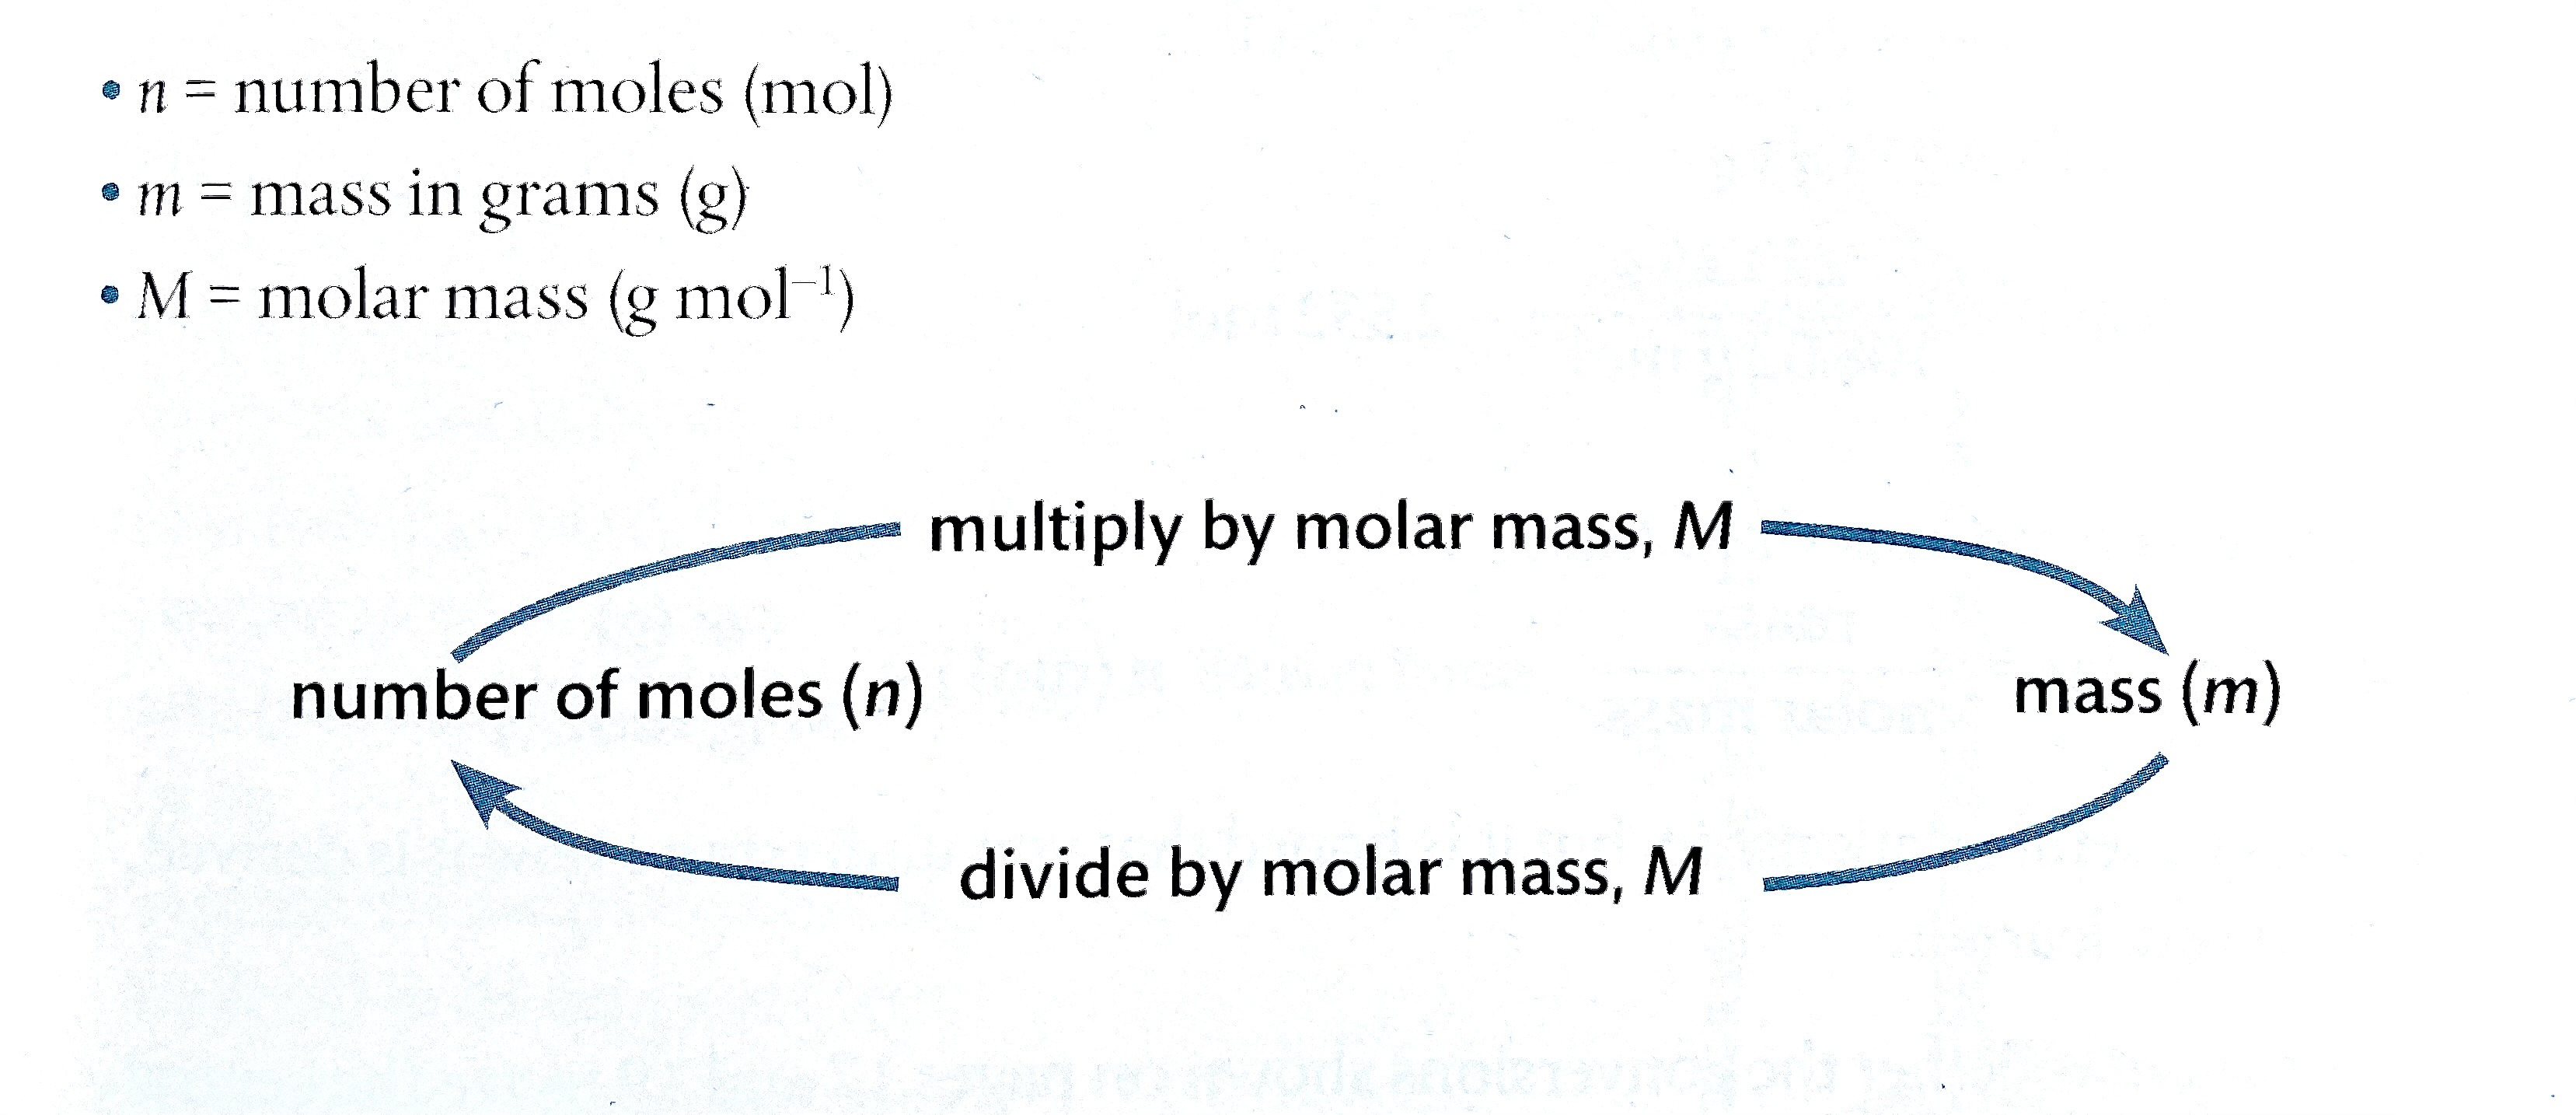 • n = number of moles (mol)
• m = mass in grams (g)
• M = molar mass (g mol⁻¹)
multiply by molar mass, M
number of moles (n)
mass (m)
divide by molar mass, M